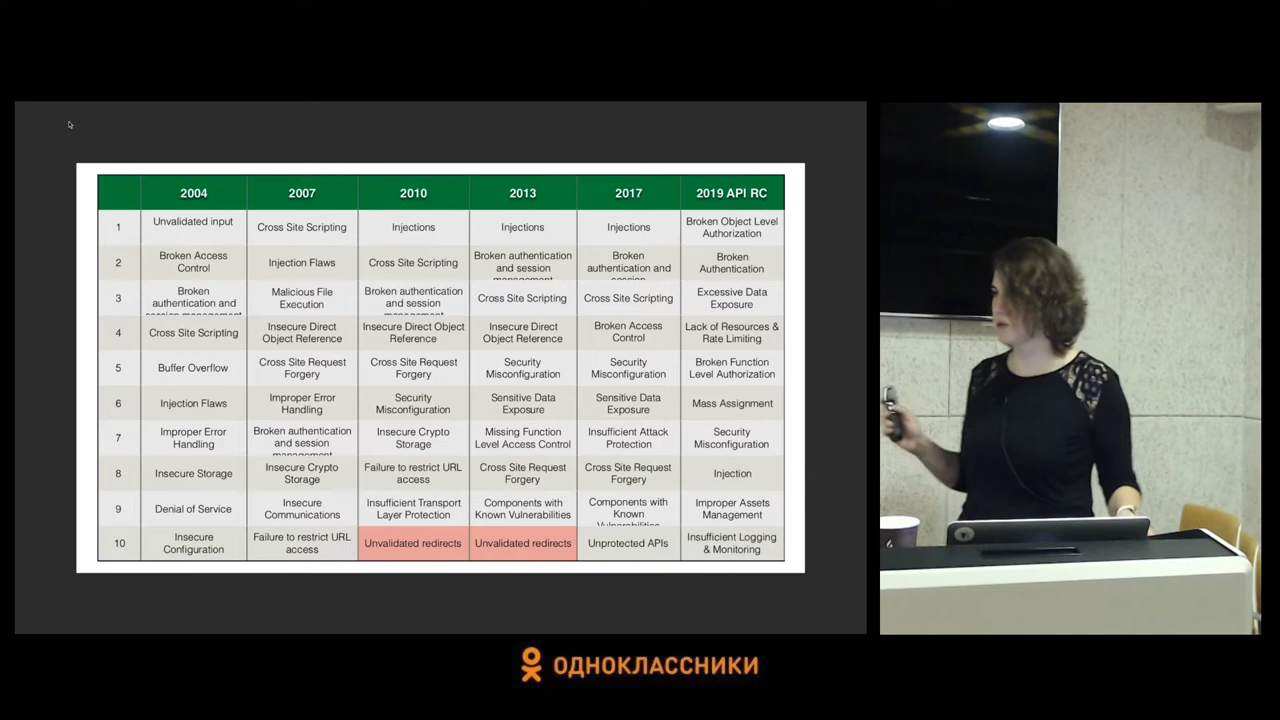 2004
2007
2010
2013
2017
2019 API RC
1
Unvalidated input
Cross Site Scripting
Injections
Injections
Injections
Broken Object Level
Authorization
2
Broken Access
Control
Injection Flaws
Cross Site Scripting
Broken authentication
and session
Broken
authentication and
Broken
Authentication
3
Broken
authentication and
Malicious File
Execution
Broken authentication
and session
Cross Site Scripting
Cross Site Scripting
Excessive Data
Exposure
4
Cross Site Scripting
Insecure Direct
Object Reference
Insecure Direct Object
Reference
Insecure Direct
Object Reference
Broken Access
Control
Lack of Resources &
Rate Limiting
5
Buffer Overflow
Cross Site Request
Forgery
Cross Site Request
Forgery
Security
Misconfiguration
Security
Misconfiguration
Broken Function
Level Authorization
6
Injection Flaws
Improper Error
Handling
Security
Misconfiguration
Sensitive Data
Exposure
Sensitive Data
Exposure
Mass Assignment
7
Improper Error
Handling
Broken authentication
and session
Insecure Crypto
Storage
Missing Function
Level Access Control
Insufficient Attack
Protection
Security
Misconfiguration
8
Insecure Storage
Insecure Crypto
Storage
Failure to restrict URL
access
Cross Site Request
Forgery
Cross Site Request
Forgery
Injection
9
Denial of Service
Insecure
Communications
Insufficient Transport
Layer Protection
Components with
Known Vulnerabilities
Components with
Known
Improper Assets
Management
10
Insecure
Configuration
Failure to restrict URL
access
Unvalidated redirects
Unvalidated redirects
Unprotected APIs
Insufficient Logging
& Monitoring
ОДНОКЛАССНИКИ